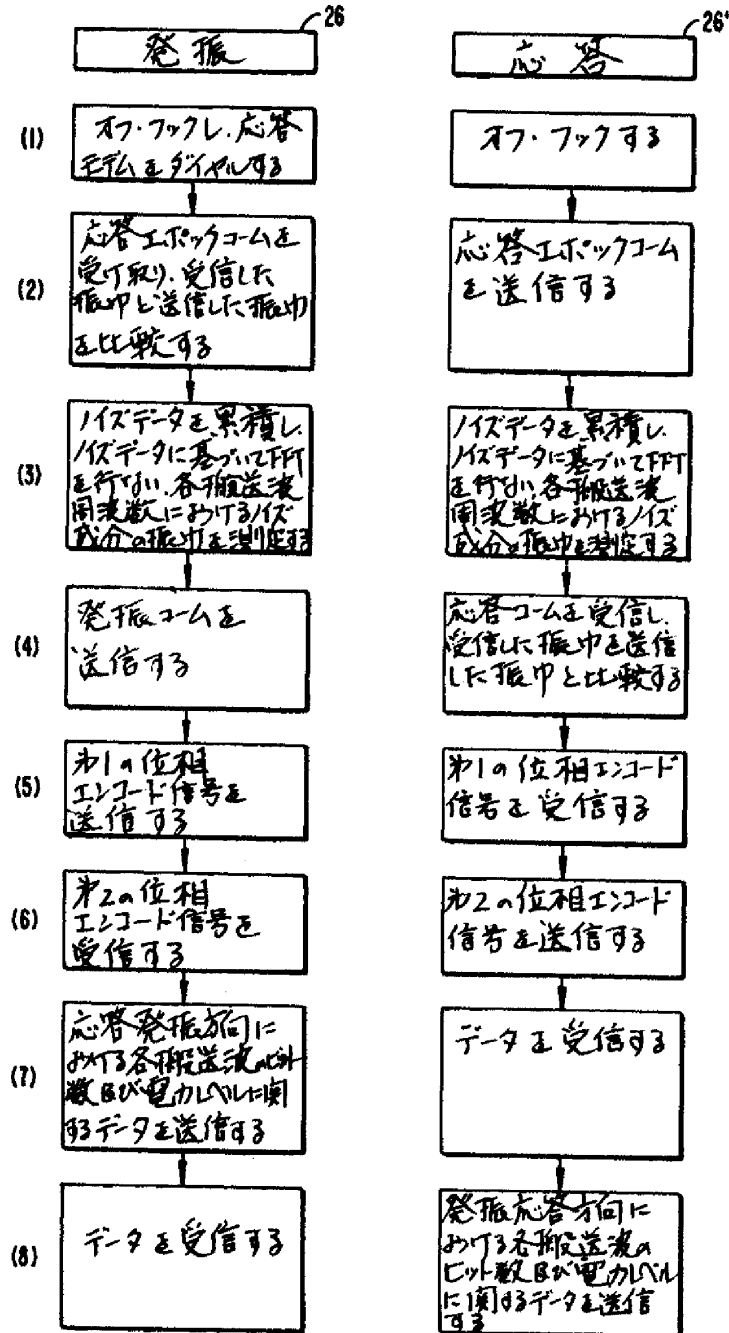 26
発振
26'
応答
(1)
オフ・フックし、応答
モデムをダイヤルする
オフ・フックする
(2)
応答エポックコームを
受け取り、受信した
振巾と送信した振巾
を比較する
応答エポックコーム
を送信する
(3)
ノイズデータを累積し、
ノイズデータに基づいてFFT
を行ない、各搬送波
周波数におけるノイズ
成分の振巾を測定する
ノイズデータを累積し、
ノイズデータに基づいてFFT
を行ない、各搬送波
周波数におけるノイズ
成分の振巾を測定する
(4)
発振コームを
送信する
応答コームを受信し、
受信した振巾を送信
した振巾と比較する
(5)
第1の位相
エンコード信号を
送信する
第1の位相エンコード
信号を受信する
(6)
第2の位相
エンコード信号を
受信する
第2の位相エンコード
信号を送信する
(7)
応答発振方向に
おける各搬送波のビット
数及び電力レベルに関
するデータを送信する
データを受信する
(8)
データを受信する
発振応答方向に
おける各搬送波の
ビット数及び電力レベル
に関するデータを送信
する